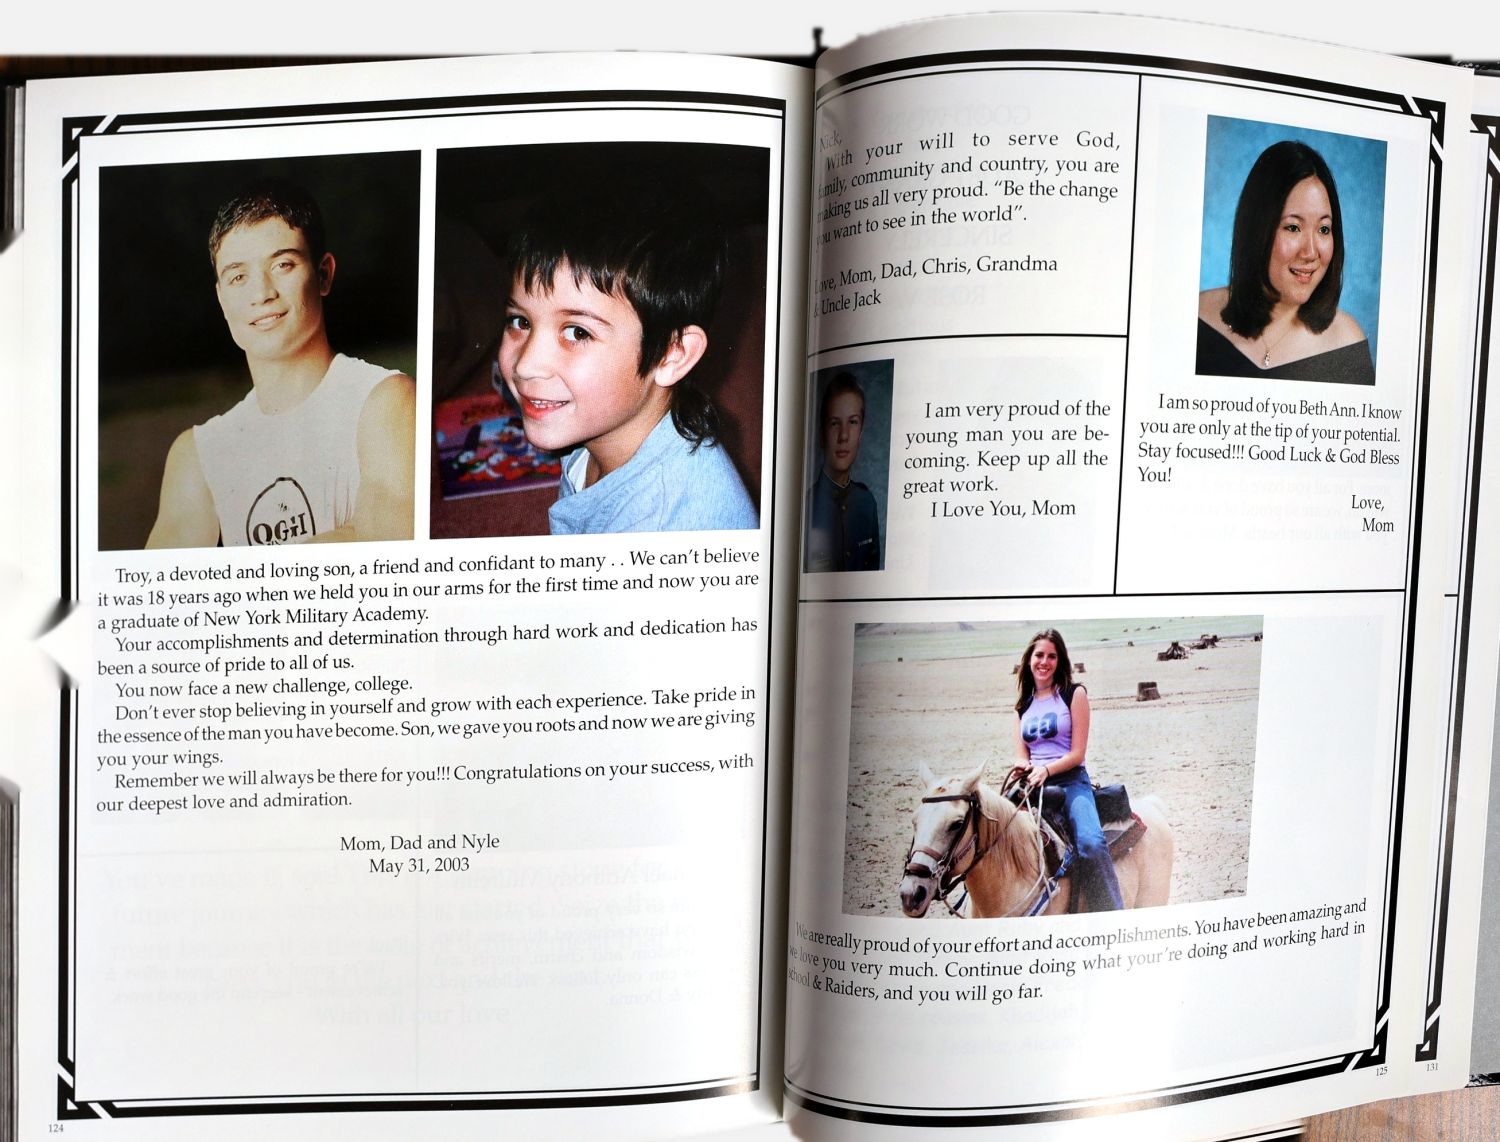 OGHI
Troy, a devoted and loving son, a friend and confidant to many . . We can't believe
it was 18 years ago when we held you in our arms for the first time and now you are
a graduate of New York Military Academy.
Your accomplishments and determination through hard work and dedication has
been a source of pride to all of us.
You now face a new challenge, college.
Don't ever stop believing in yourself and grow with each experience. Take pride in
the essence of the man you have become. Son, we gave you roots and now we are giving
you your wings.
Remember we will always be there for you!!! Congratulations on your success, with
our deepest love and admiration.
Mom, Dad and Nyle
May 31, 2003
124
Nick,
With your will to serve God,
family, community and country, you are
making us all very proud. "Be the change
you want to see in the world".
Love, Mom, Dad, Chris, Grandma
& Uncle Jack
I am very proud of the
young man you are be-
coming. Keep up all the
great work.
I Love You, Mom
I am so proud of you Beth Ann. I know
you are only at the tip of your potential.
Stay focused!!! Good Luck & God Bless
You!
Love,
Mom
We are really proud of your effort and accomplishments. You have been amazing and
we love you very much. Continue doing what your're doing and working hard in
school & Raiders, and you will go far.
125
131